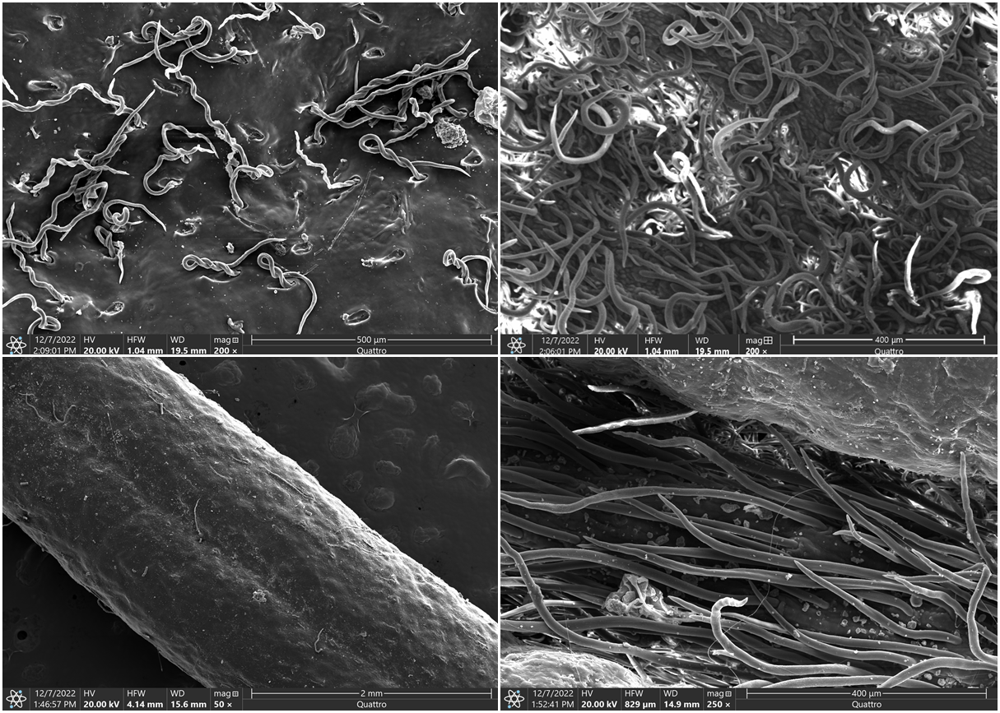 12/7/2022 HV HFW WD mag 500 µm
2:09:01 PM 20.00 kV 1.04 mm 19.5 mm 200 × Quattro
12/7/2022 HV HFW WD mag 400 µm
2:06:01 PM 20.00 kV 1.04 mm 19.5 mm 200 × Quattro
12/7/2022 HV HFW WD mag 2 mm
1:46:57 PM 20.00 kV 4.14 mm 15.6 mm 50 × Quattro
12/7/2022 HV HFW WD mag 400 µm
1:52:41 PM 20.00 kV 829 µm 14.9 mm 250 × Quattro